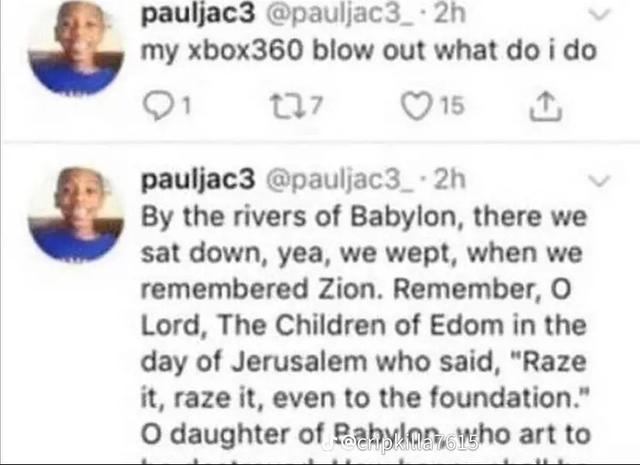 pauljac3 @pauljac3_ · 2h
my xbox360 blow out what do i do
1 7 15
pauljac3 @pauljac3_ · 2h
By the rivers of Babylon, there we
sat down, yea, we wept, when we
remembered Zion. Remember, O
Lord, The Children of Edom in the
day of Jerusalem who said, "Raze
it, raze it, even to the foundation."
O daughter of Babylon, who art to
@cripkilla7615